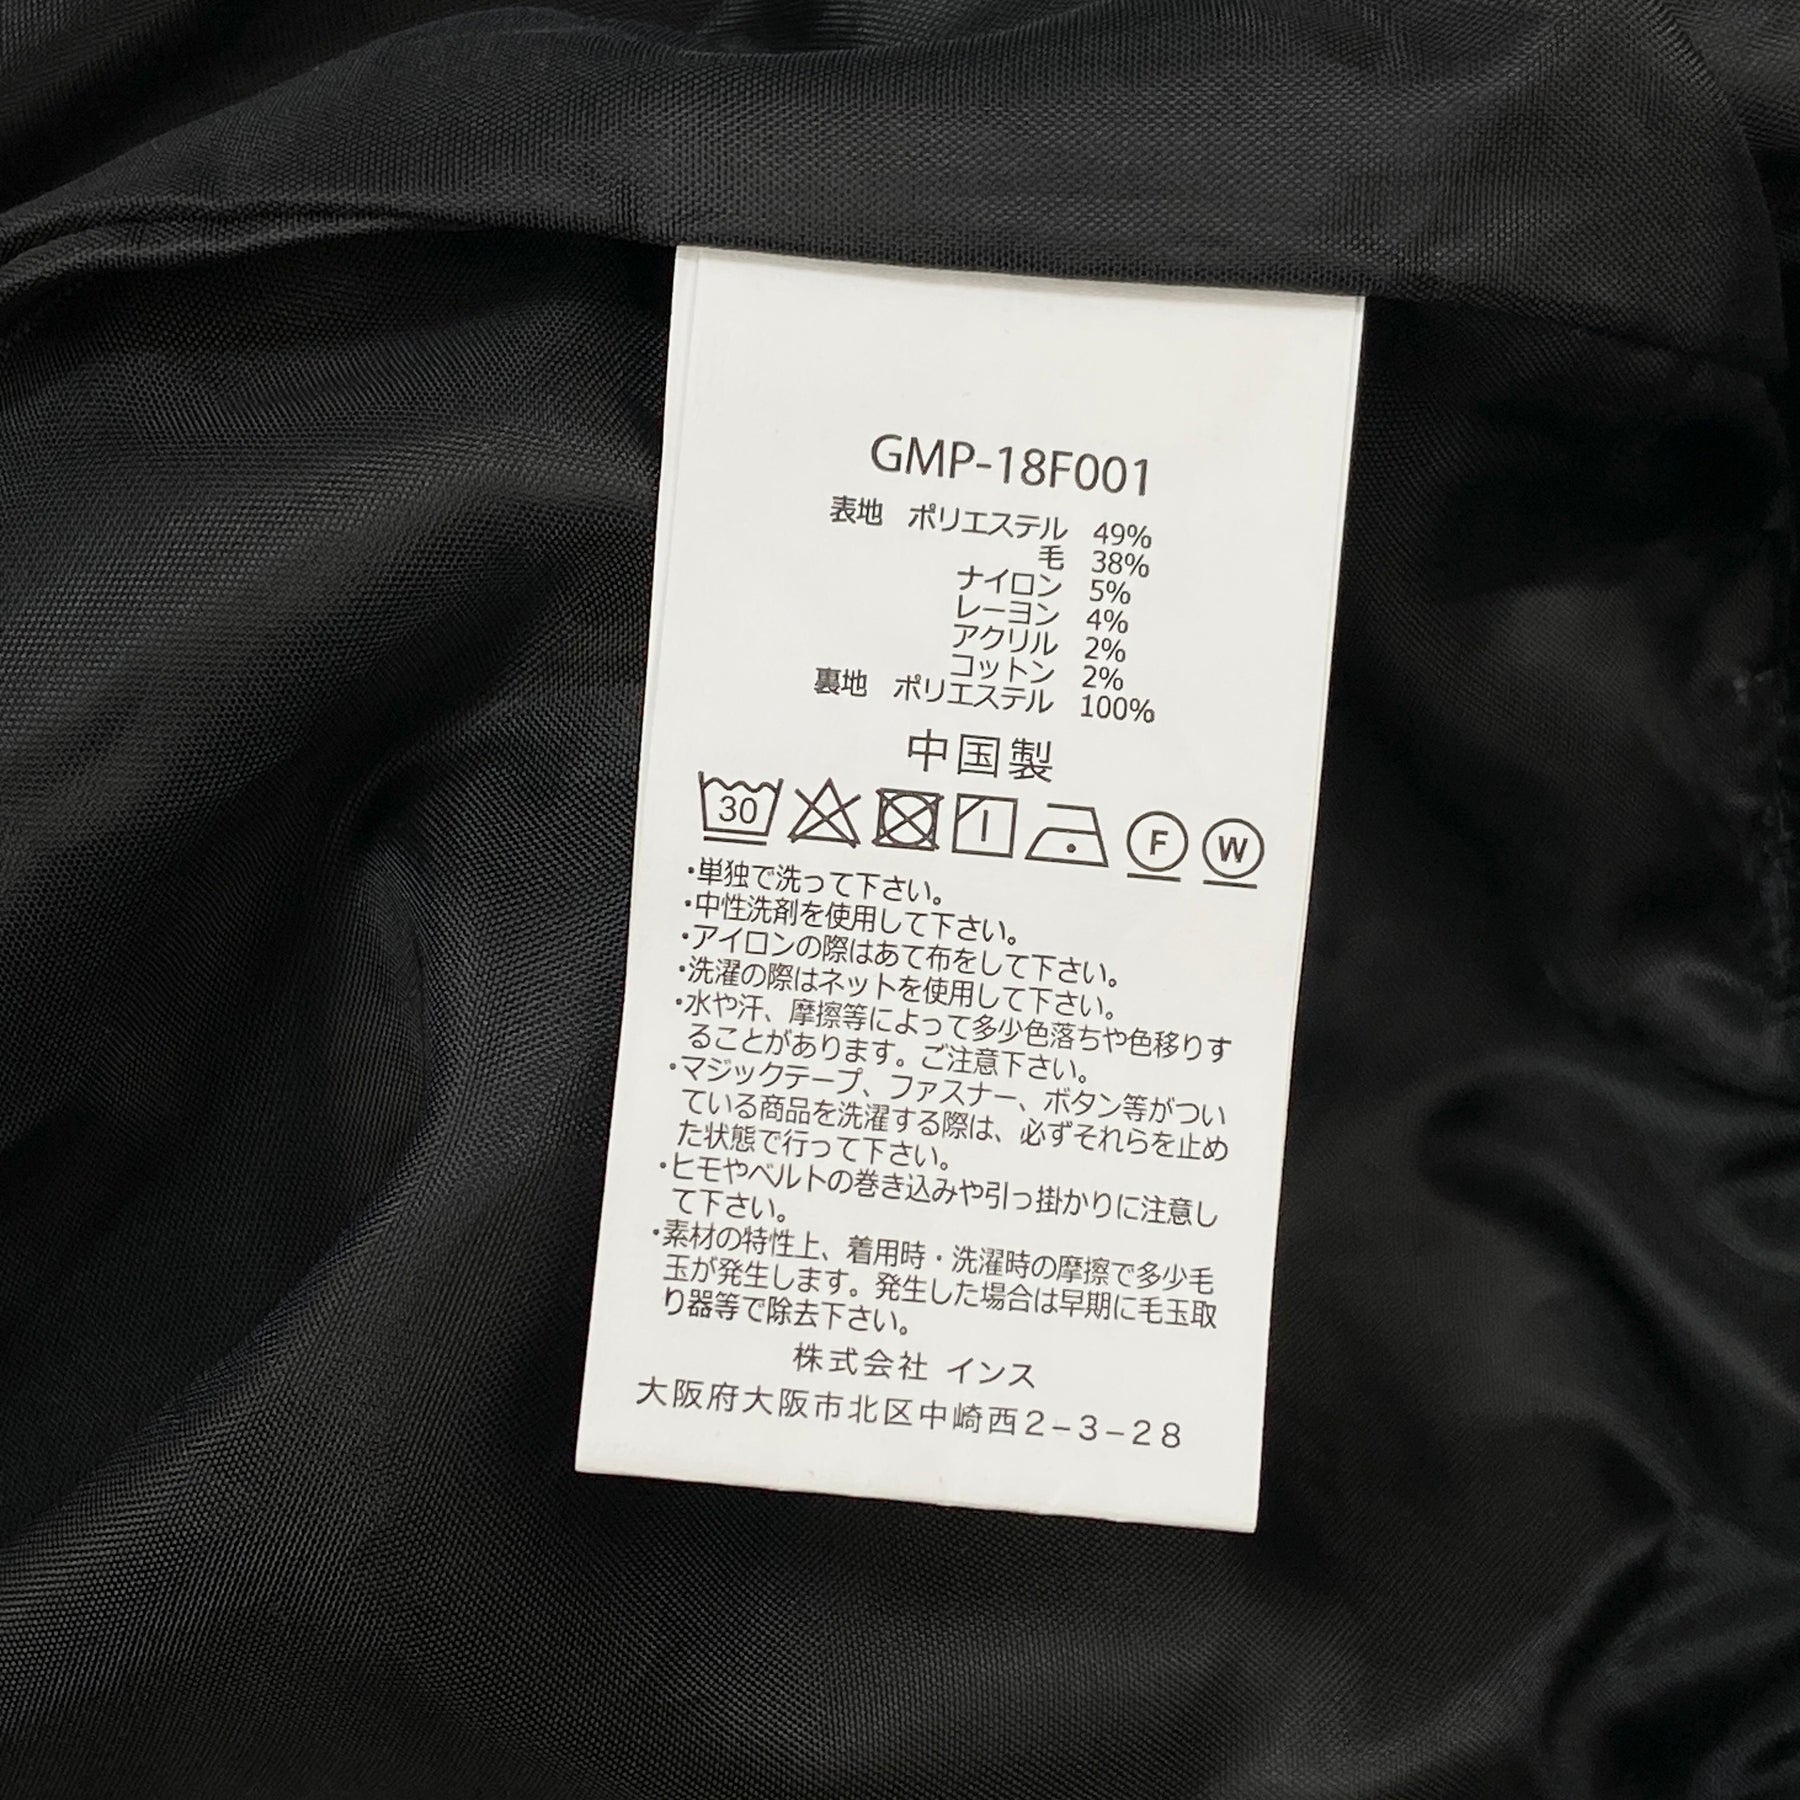 GMP-18F001
表地 ポリエステル 49%
毛 38%
ナイロン 5%
レーヨン 4%
アクリル 2%
コットン 2%
裏地 ポリエステル 100%
中国製
30 F W
・単独で洗って下さい。
・中性洗剤を使用して下さい。
・アイロンの際はあて布をして下さい。
・洗濯の際はネットを使用して下さい。
・水や汗、摩擦等によって多少色落ちや色移りす
ることがあります。ご注意下さい。
・マジックテープ、ファスナー、ボタン等がつい
ている商品を洗濯する際は、必ずそれらを止め
た状態で行って下さい。
・ヒモやベルトの巻き込みや引っ掛かりに注意し
て下さい。
・素材の特性上、着用時・洗濯時の摩擦で多少毛
玉が発生します。発生した場合は早期に毛玉取
り器等で除去下さい。
株式会社 インス
大阪府大阪市北区中崎西2-3-28